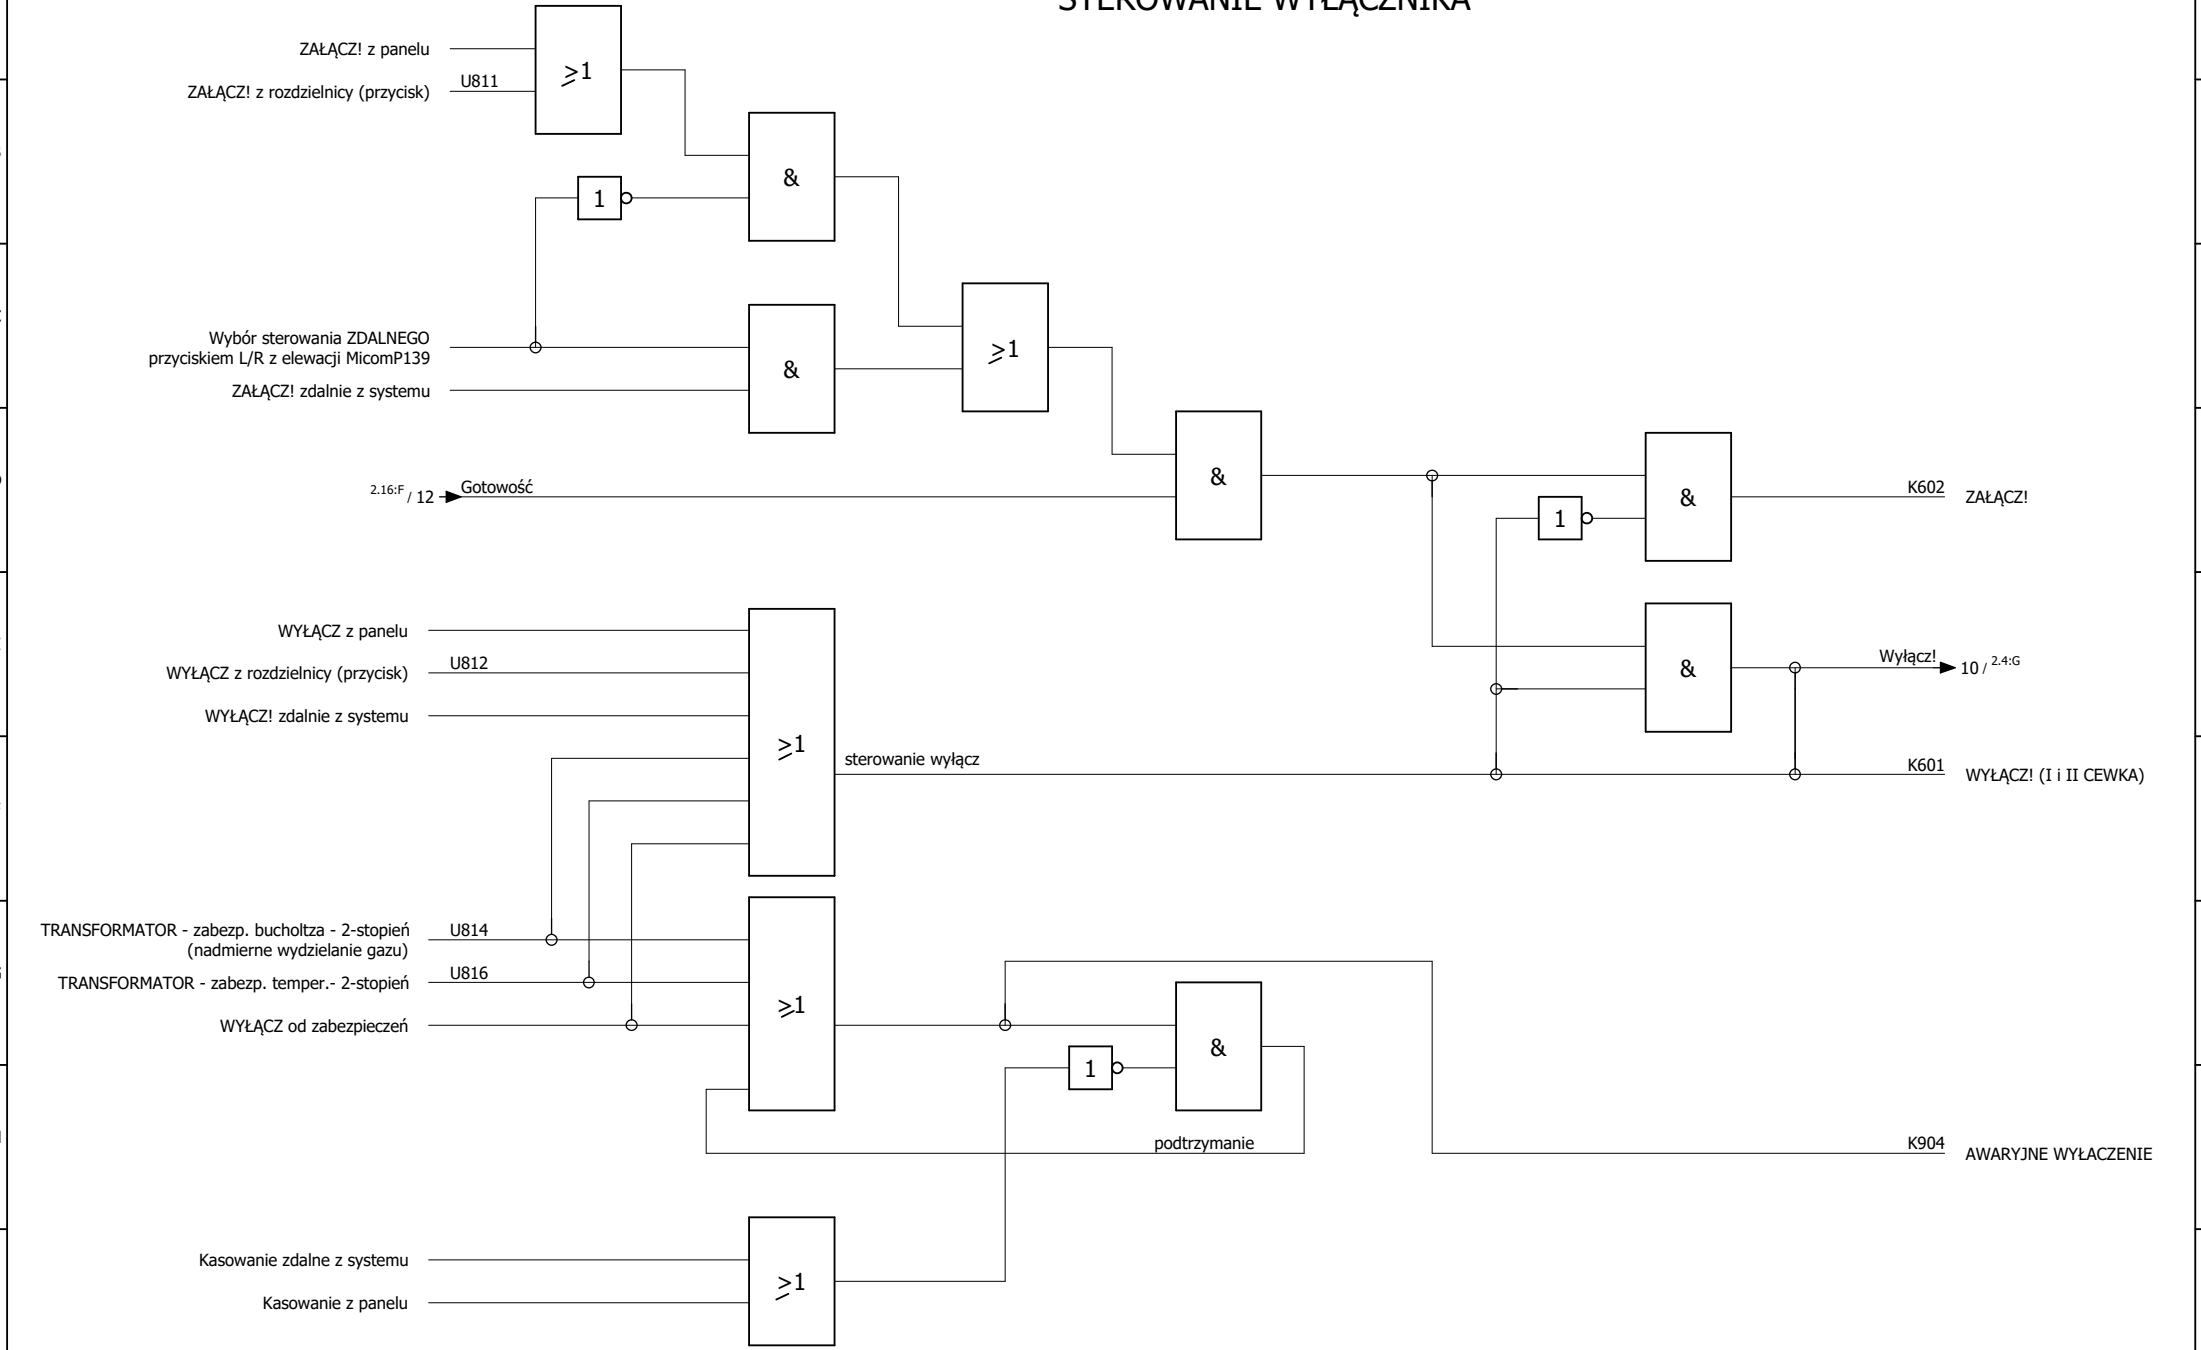 STEROWANIE WYŁĄCZNIKA
ZAŁĄCZ! z panelu
≥1
U811
ZAŁĄCZ! z rozdzielnicy (przycisk)
&
1
Wybór sterowania ZDALNEGO
przyciskiem L/R z elewacji MicomP139
≥1
&
ZAŁĄCZ! zdalnie z systemu
&
2.16:F / 12
Gotowość
&
K602
ZAŁĄCZ!
1
WYŁĄCZ z panelu
U812
WYŁĄCZ z rozdzielnicy (przycisk)
&
Wyłącz!
10 / 2.4:G
WYŁĄCZ! zdalnie z systemu
≥1
sterowanie wyłącz
K601
WYŁĄCZ! (I i II CEWKA)
TRANSFORMATOR - zabezp. bucholtza - 2-stopień
(nadmierne wydzielanie gazu)
U814
TRANSFORMATOR - zabezp. temper.- 2-stopień
U816
≥1
WYŁĄCZ od zabezpieczeń
&
1
podtrzymanie
K904
AWARYJNE WYŁACZENIE
Kasowanie zdalne z systemu
≥1
Kasowanie z panelu